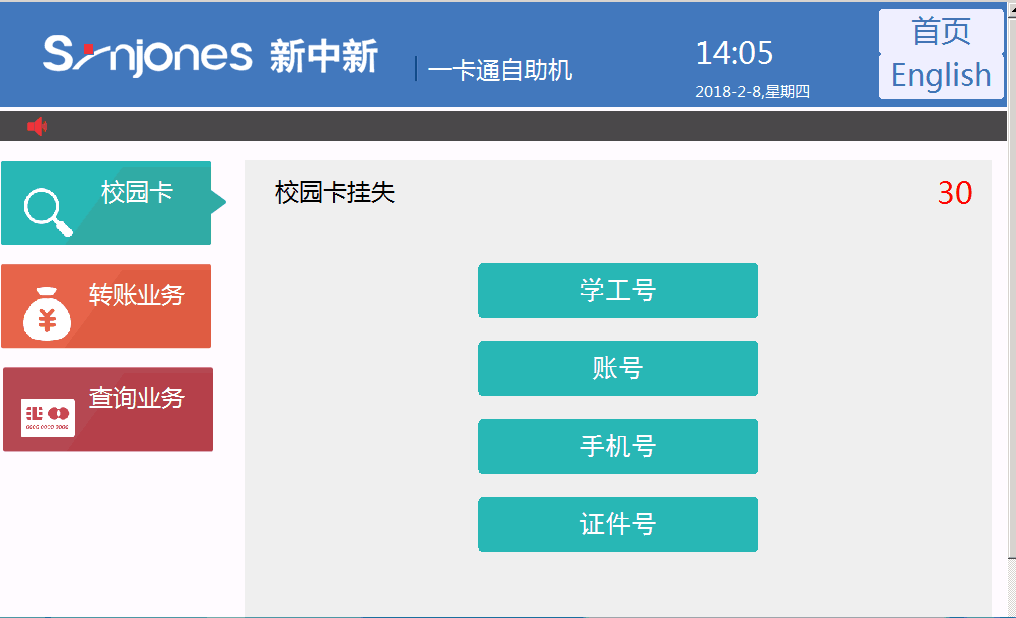 Synjones 新中新
一卡通自助机
14:05
2018-2-8,星期四
首页
English
校园卡
转账业务
查询业务
校园卡挂失
30
学工号
账号
手机号
证件号